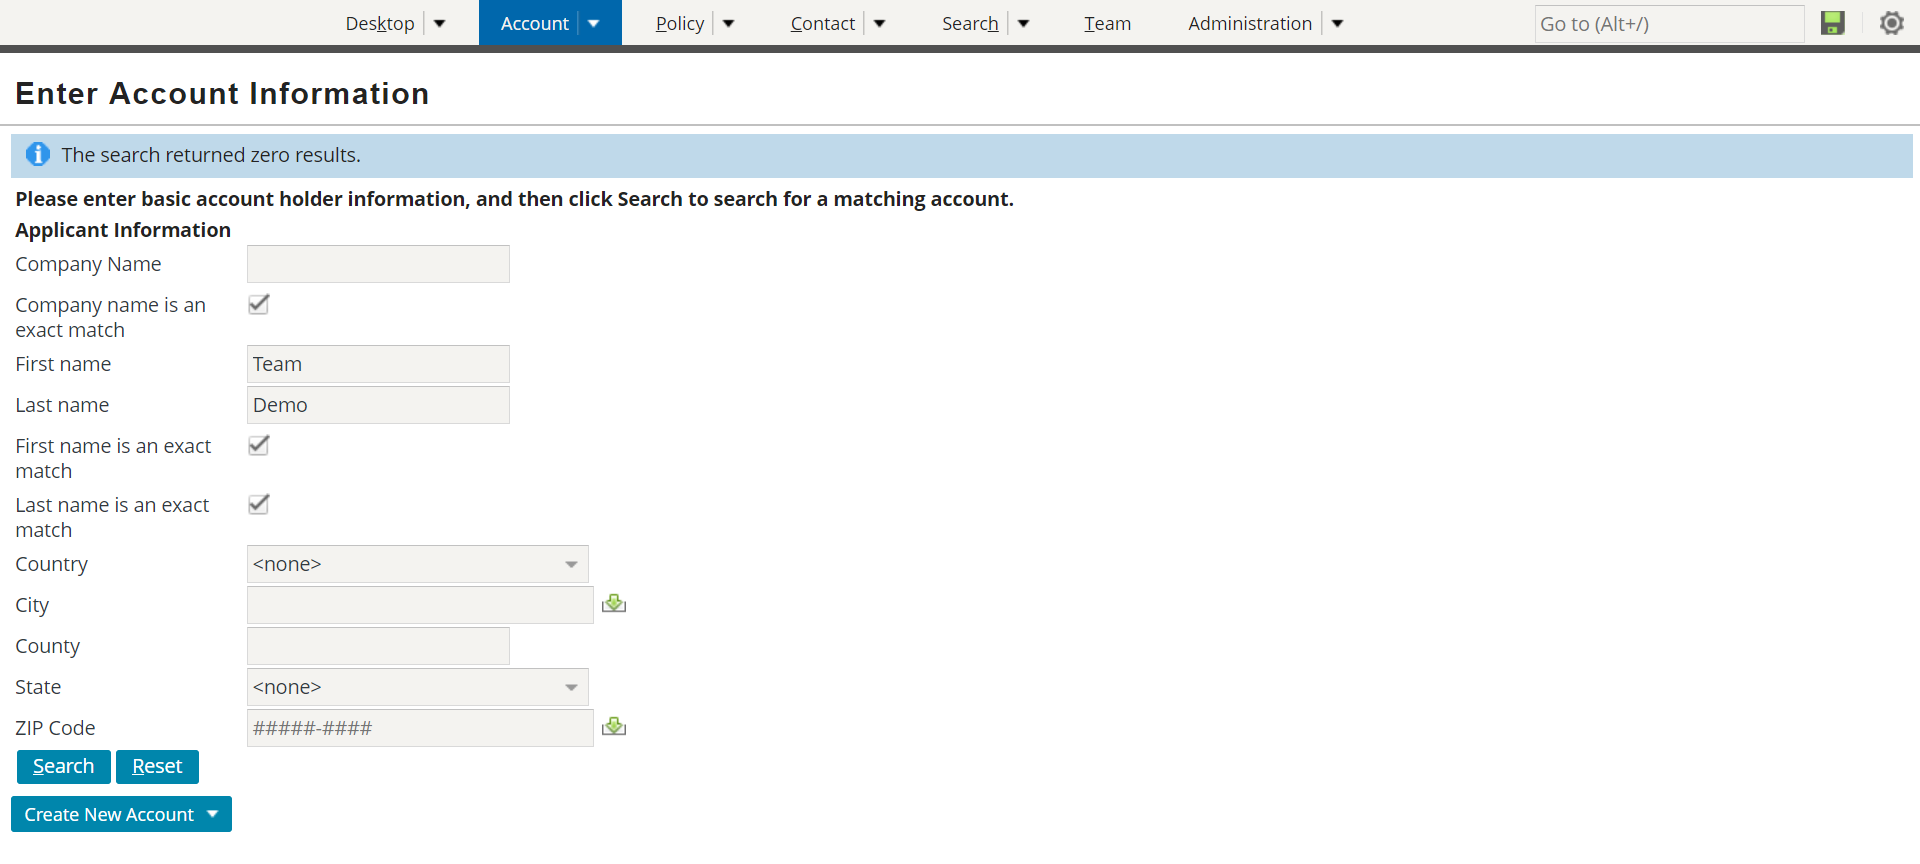 Desktop Account Policy Contact Search Team Administration Go to (Alt+/)
Enter Account Information
The search returned zero results.
Please enter basic account holder information, and then click Search to search for a matching account.
Applicant Information
Company Name
Company name is an
exact match
First name Team
Last name Demo
First name is an exact
match
Last name is an exact
match
Country <none>
City
County
State <none>
ZIP Code #####-####
Search Reset
Create New Account